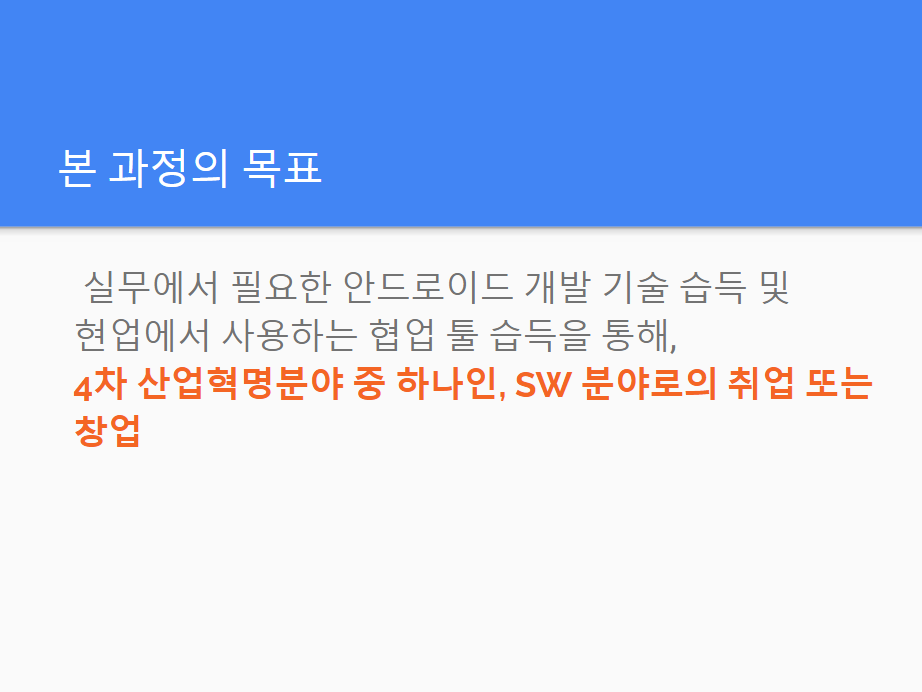 본 과정의 목표
실무에서 필요한 안드로이드 개발 기술 습득 및
현업에서 사용하는 협업 툴 습득을 통해,
4차 산업혁명분야 중 하나인, SW 분야로의 취업 또는
창업